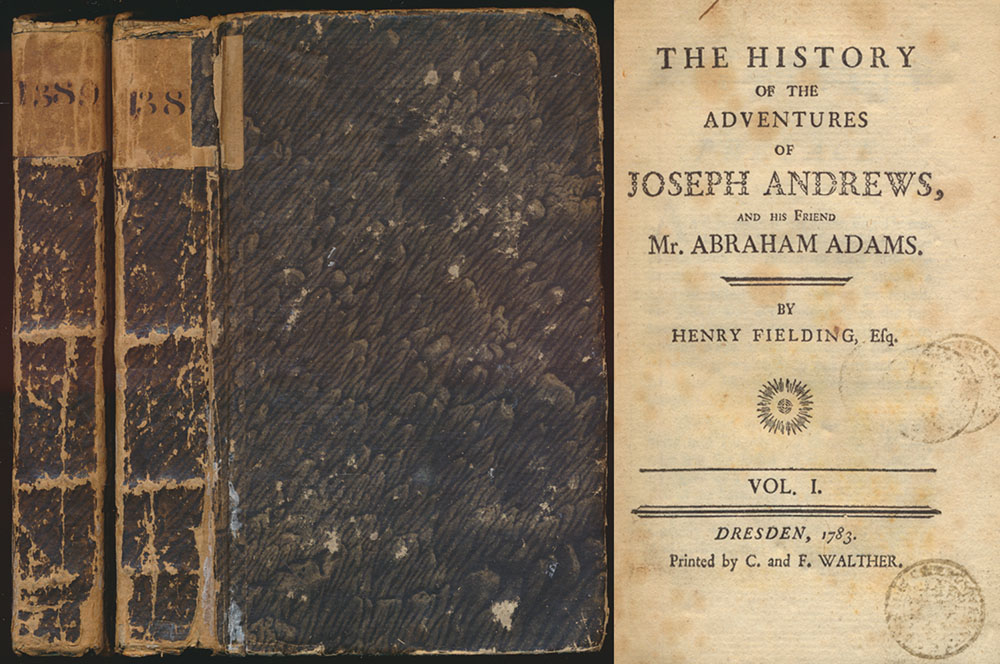 1389
138
THE HISTORY
OF THE
ADVENTURES
OF
JOSEPH ANDREWS,
AND HIS FRIEND
Mr. ABRAHAM ADAMS.
BY
HENRY FIELDING, Eſq.
VOL. I.
DRESDEN, 1783.
Printed by C. and F. WALTHER.